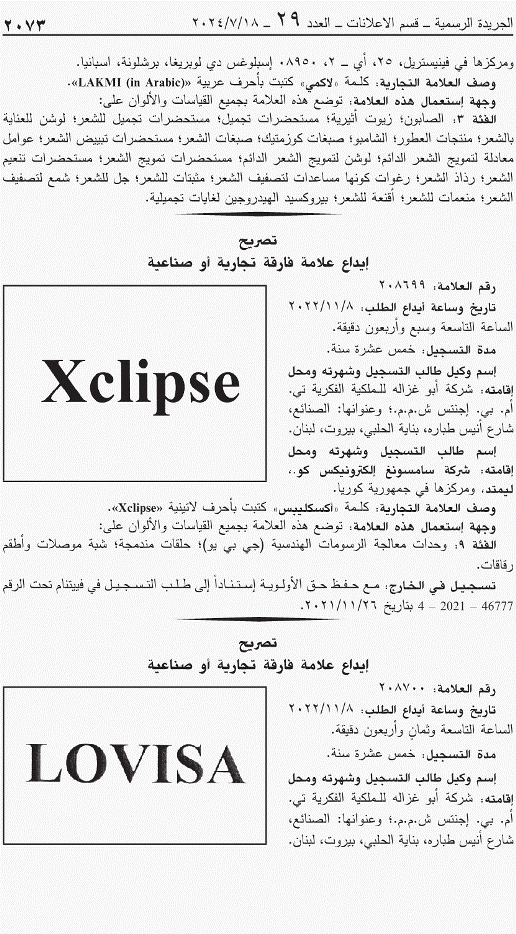 الجريدة الرسمية ــ قسم الاعلانات ــ العدد ٢٩ ــ ٢٠٢٤/٧/١٨
٢٠٧٣
ومركزها في فينيستريل، ٢٥، أي ــ ٢، ٠٨٩٥٠ إسبلوغس دي لوبريغا، برشلونة، اسبانيا.
وصف العلامة التجارية: كلمة «لاكمي» كتبت بأحرف عربية «LAKMI (in Arabic)».
وجهة إستعمال هذه العلامة: توضع هذه العلامة بجميع القياسات والألوان على:
الفئة ٣: الصابون؛ زيوت أثيرية؛ مستحضرات تجميل؛ مستحضرات تجميل للشعر؛ لوشن للعناية
بالشعر؛ منتجات العطور؛ الشامبو؛ صبغات كوزمتيك؛ صبغات الشعر؛ مستحضرات تبييض الشعر؛ عوامل
معادلة لتمويج الشعر الدائم؛ لوشن لتمويج الشعر الدائم؛ مستحضرات تمويج الشعر؛ مستحضرات تنعيم
الشعر؛ رذاذ الشعر؛ رغوات كونها مساعدات لتصفيف الشعر؛ مثبتات للشعر؛ جل للشعر؛ شمع لتصفيف
الشعر؛ منعمات للشعر؛ أقنعة للشعر؛ بيروكسيد الهيدروجين لغايات تجميلية.
تصريح
إيداع علامة فارقة تجارية أو صناعية
رقم العلامة: ٢٠٨٦٩٩
تاريخ وساعة أيداع الطلب: ٢٠٢٢/١١/٨
الساعة التاسعة وسبع وأربعون دقيقة.
مدة التسجيل: خمس عشرة سنة.
إسم وكيل طالب التسجيل وشهرته ومحل
إقامته: شركة أبو غزاله للملكية الفكرية تي.
أم. بي. إجنتس ش.م.م.؛ وعنوانها: الصنائع،
شارع أنيس طباره، بناية الحلبي، بيروت، لبنان.
إسم طالب التسجيل وشهرته ومحل
إقامته: شركة سامسونغ إلكترونيكس كو.،
ليمتد، ومركزها في جمهورية كوريا.
Xclipse
وصف العلامة التجارية: كلمة «أكسكليبس» كتبت بأحرف لاتينية «Xclipse».
وجهة إستعمال هذه العلامة: توضع هذه العلامة بجميع القياسات والألوان على:
الفئة ٩: وحدات معالجة الرسومات الهندسية (جي بي يو)؛ حلقات مندمجة؛ شبة موصلات وأطقم
رقاقات.
تسجيل في الخارج: مع حفظ حق الأولوية إستناداً إلى طلب التسجيل في فييتنام تحت الرقم
46777 – 2021 – 4 بتاريخ ٢٠٢١/١١/٢٦.
تصريح
إيداع علامة فارقة تجارية أو صناعية
رقم العلامة: ٢٠٨٧٠٠
تاريخ وساعة أيداع الطلب: ٢٠٢٢/١١/٨
الساعة التاسعة وثمانٍ وأربعون دقيقة.
مدة التسجيل: خمس عشرة سنة.
إسم وكيل طالب التسجيل وشهرته ومحل
إقامته: شركة أبو غزاله للملكية الفكرية تي.
أم. بي. إجنتس ش.م.م.؛ وعنوانها: الصنائع،
شارع أنيس طباره، بناية الحلبي، بيروت، لبنان.
LOVISA